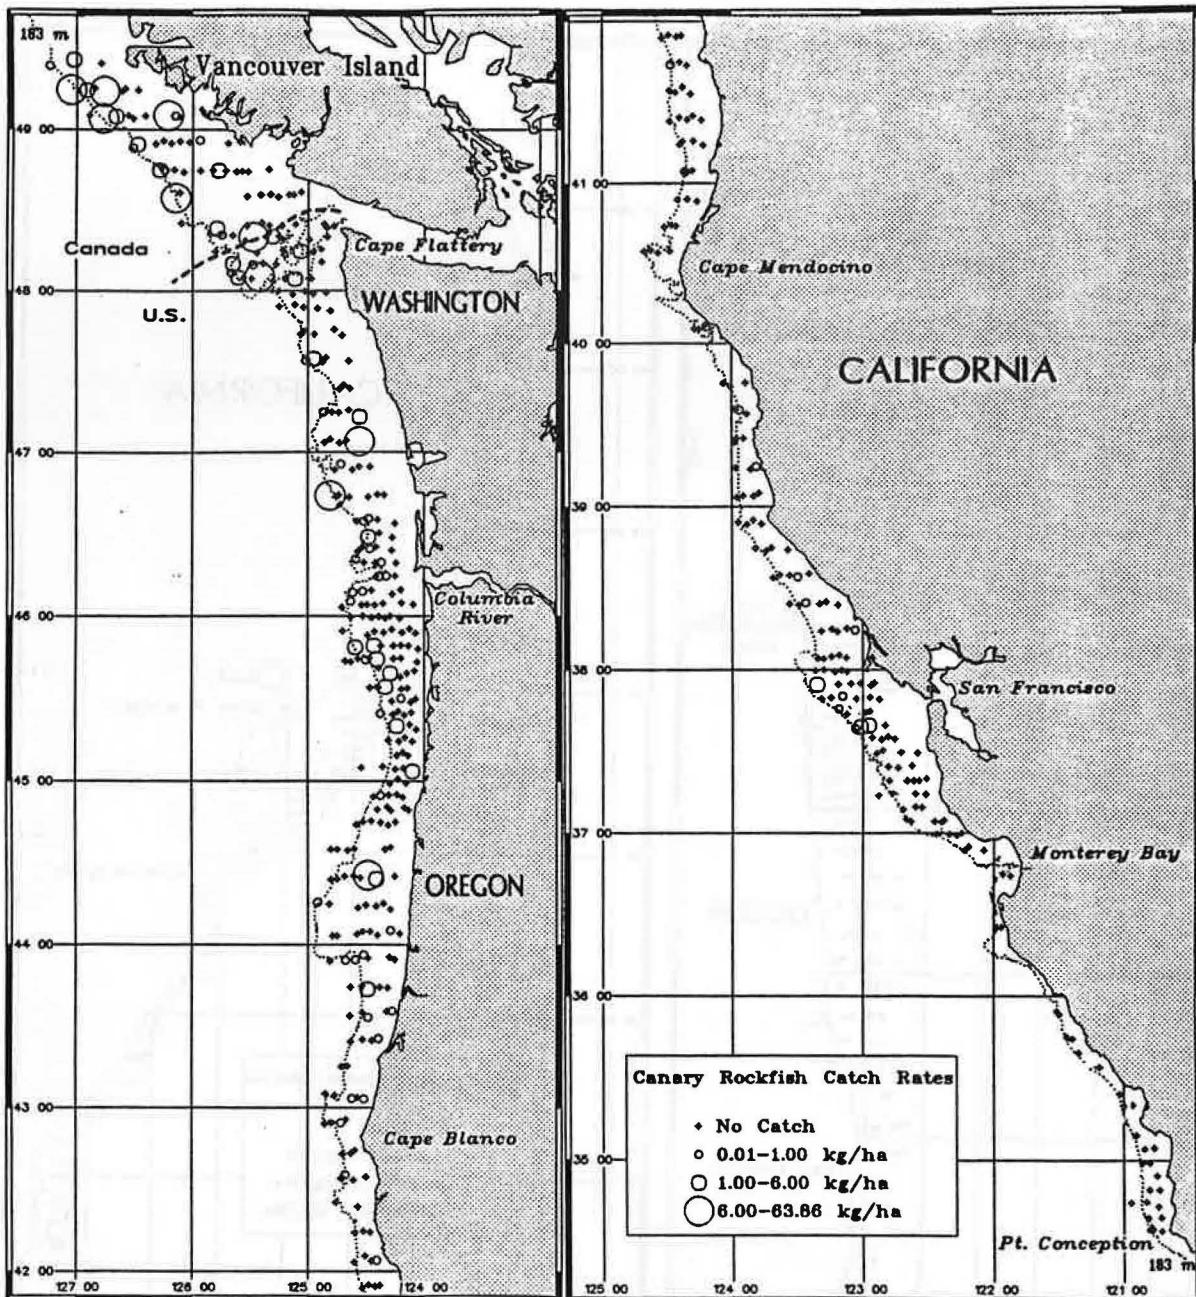 183 m
Vancouver Island
49 00
Canada
Cape Flattery
48 00
WASHINGTON
U.S.
47 00
46 00
Columbia
River
45 00
OREGON
44 00
43 00
Cape Blanco
42 00
127 00
126 00
125 00
124 00
41 00
Cape Mendocino
40 00
CALIFORNIA
39 00
38 00
San Francisco
37 00
Monterey Bay
36 00
Canary Rockfish Catch Rates
No Catch
0.01-1.00 kg/ha
1.00-6.00 kg/ha
6.00-63.86 kg/ha
35 00
Pt. Conception
183 m
125 00
124 00
123 00
122 00
121 00